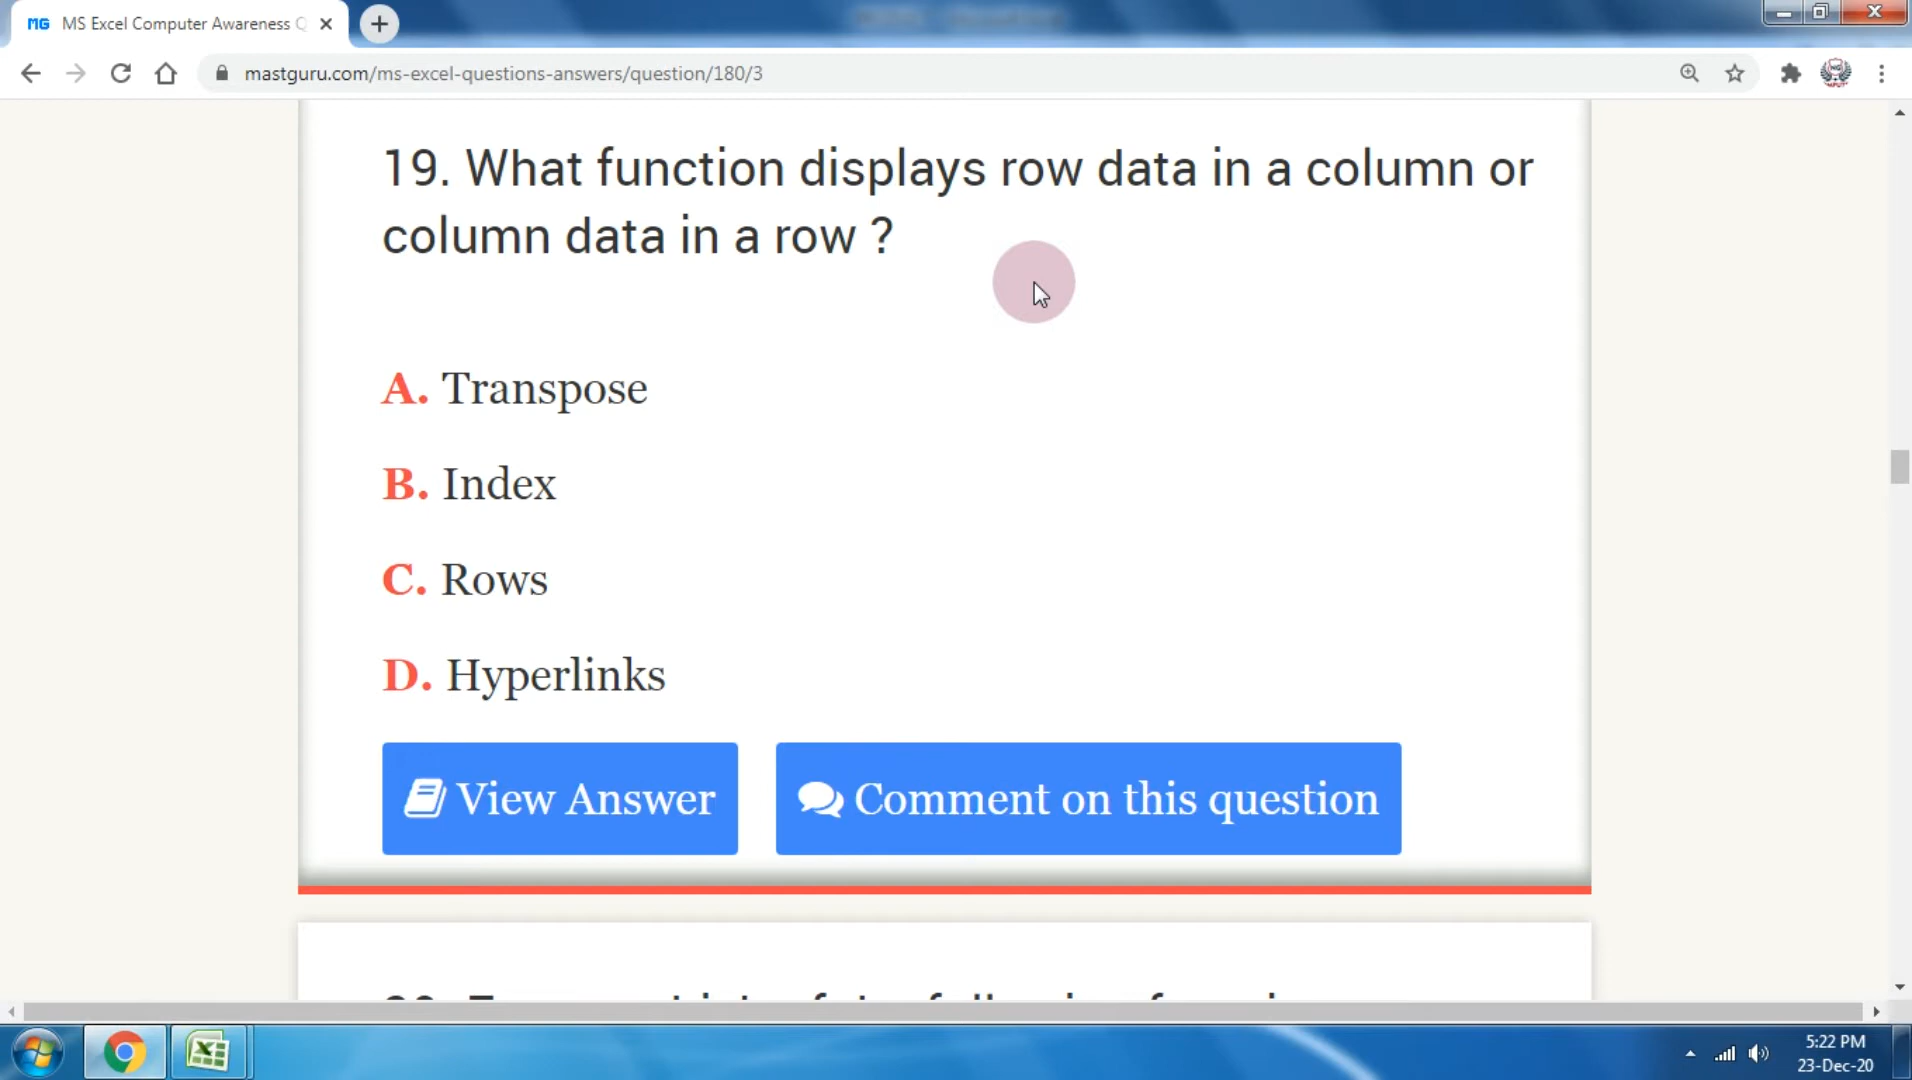 MG MS Excel Computer Awareness Q
mastguru.com/ms-excel-questions-answers/question/180/3
19. What function displays row data in a column or
column data in a row ?
A. Transpose
B. Index
C. Rows
D. Hyperlinks
View Answer
Comment on this question
5:22 PM
23-Dec-20